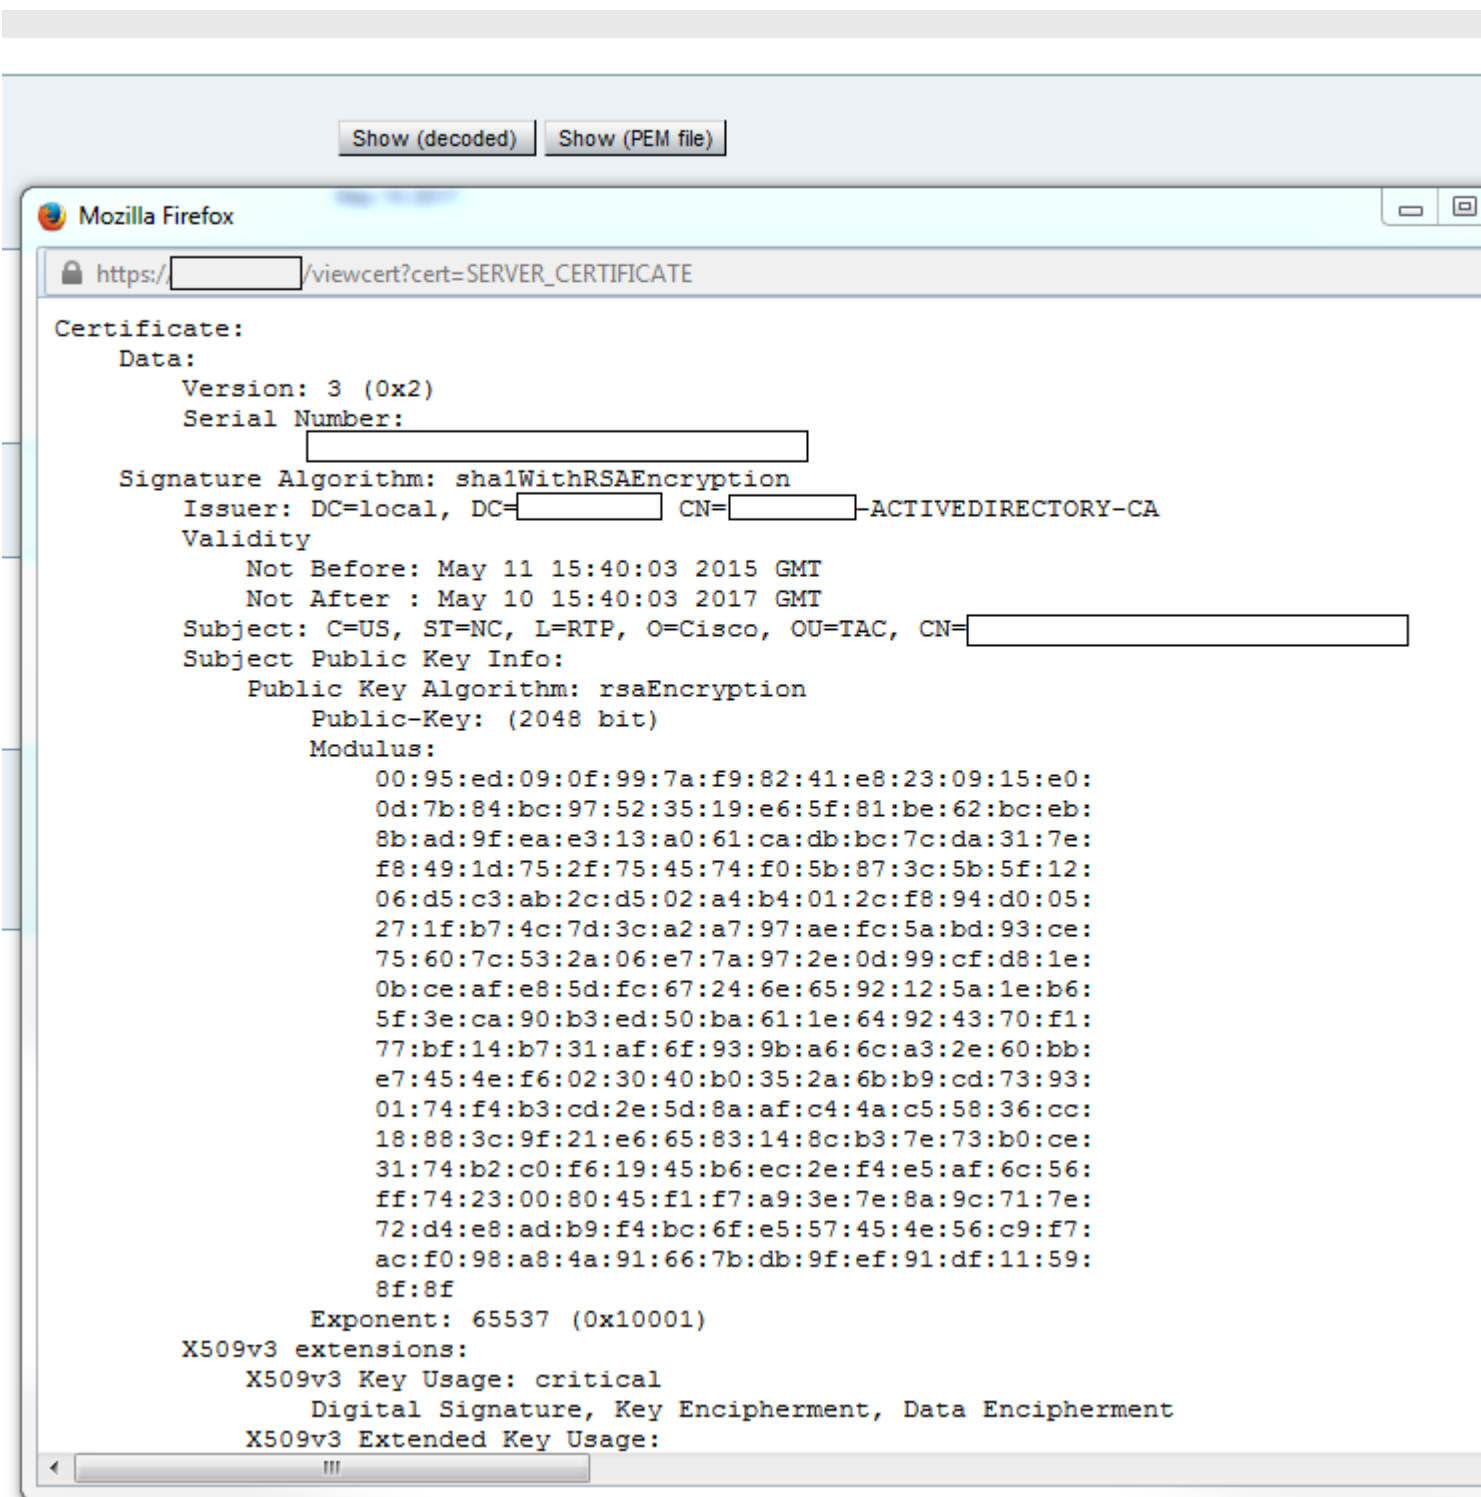 Show (decoded) Show (PEM file)
Mozilla Firefox
https:/ /viewcert?cert=SERVER_CERTIFICATE
Certificate:
Data:
Version: 3 (0x2)
Serial Number:
Signature Algorithm: sha1WithRSAEncryption
Issuer: DC=local, DC= CN= -ACTIVEDIRECTORY-CA
Validity
Not Before: May 11 15:40:03 2015 GMT
Not After : May 10 15:40:03 2017 GMT
Subject: C=US, ST=NC, L=RTP, O=Cisco, OU=TAC, CN=
Subject Public Key Info:
Public Key Algorithm: rsaEncryption
Public-Key: (2048 bit)
Modulus:
00:95:ed:09:0f:99:7a:f9:82:41:e8:23:09:15:e0:
0d:7b:84:bc:97:52:35:19:e6:5f:81:be:62:bc:eb:
8b:ad:9f:ea:e3:13:a0:61:ca:db:bc:7c:da:31:7e:
f8:49:1d:75:2f:75:45:74:f0:5b:87:3c:5b:5f:12:
06:d5:c3:ab:2c:d5:02:a4:b4:01:2c:f8:94:d0:05:
27:1f:b7:4c:7d:3c:a2:a7:97:ae:fc:5a:bd:93:ce:
75:60:7c:53:2a:06:e7:7a:97:2e:0d:99:cf:d8:1e:
0b:ce:af:e8:5d:fc:67:24:6e:65:92:12:5a:1e:b6:
5f:3e:ca:90:b3:ed:50:ba:61:1e:64:92:43:70:f1:
77:bf:14:b7:31:af:6f:93:9b:a6:6c:a3:2e:60:bb:
e7:45:4e:f6:02:30:40:b0:35:2a:6b:b9:cd:73:93:
01:74:f4:b3:cd:2e:5d:8a:af:c4:4a:c5:58:36:cc:
18:88:3c:9f:21:e6:65:83:14:8c:b3:7e:73:b0:ce:
31:74:b2:c0:f6:19:45:b6:ec:2e:f4:e5:af:6c:56:
ff:74:23:00:80:45:f1:f7:a9:3e:7e:8a:9c:71:7e:
72:d4:e8:ad:b9:f4:bc:6f:e5:57:45:4e:56:c9:f7:
ac:f0:98:a8:4a:91:66:7b:db:9f:ef:91:df:11:59:
8f:8f
Exponent: 65537 (0x10001)
X509v3 extensions:
X509v3 Key Usage: critical
Digital Signature, Key Encipherment, Data Encipherment
X509v3 Extended Key Usage: